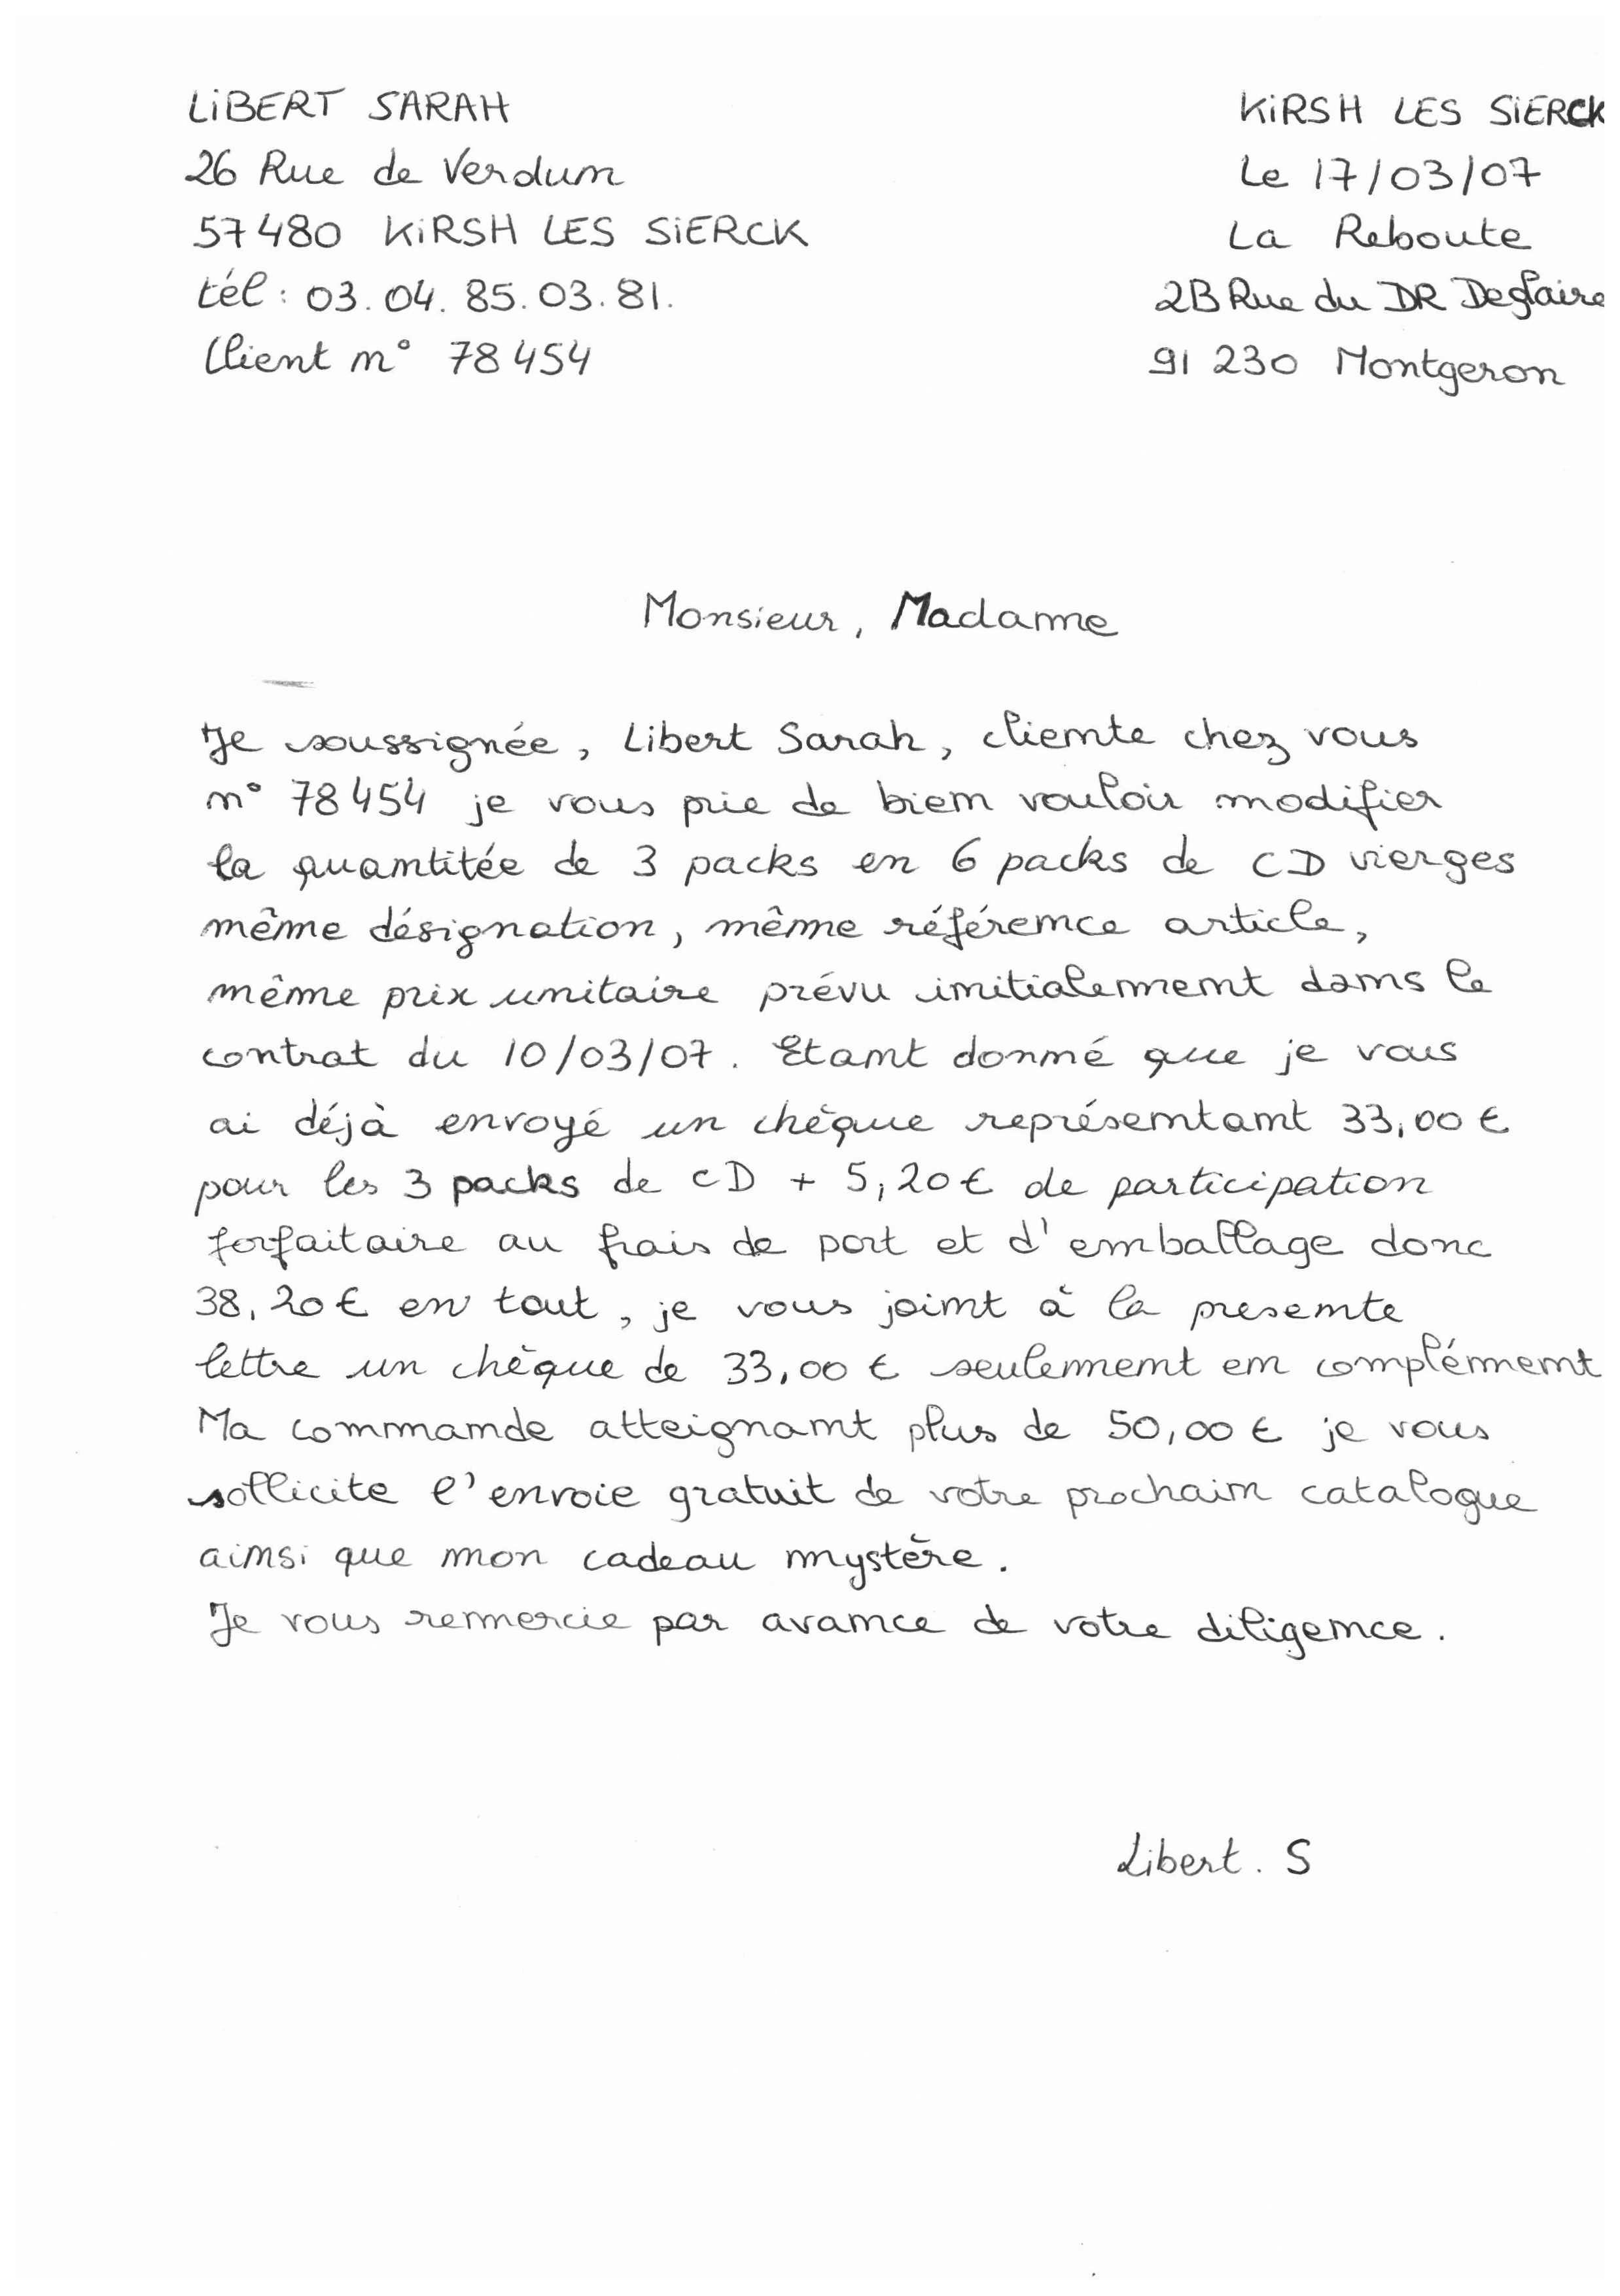 LIBERT SARAH
26 Rue de Verdun
57480 KIRSH LES SIERCK
tél : 03.04.85.03.81.
Client n° 78454
KIRSH LES SIERCK
Le 17/03/07
La Reboute
2B Rue du DR Deglaire
91 230 Montgeron
Monsieur, Madame
Je soussignée, Libert Sarah, cliente chez vous
n° 78454 je vous prie de bien vouloir modifier
la quantitée de 3 packs en 6 packs de CD vierges
même désignation, même référence article,
même prix unitaire prévu initialement dans le
contrat du 10/03/07. Etant donné que je vous
ai déjà envoyé un chèque représentant 33,00 €
pour les 3 packs de CD + 5,20 € de participation
forfaitaire au frais de port et d'emballage donc
38,20 € en tout, je vous joint à la presente
lettre un chèque de 33,00 € seulement en complément
Ma commande atteignant plus de 50,00 € je vous
sollicite l'envoie gratuit de votre prochain catalogue
ainsi que mon cadeau mystère.
Je vous remercie par avance de votre diligence.
Libert. S